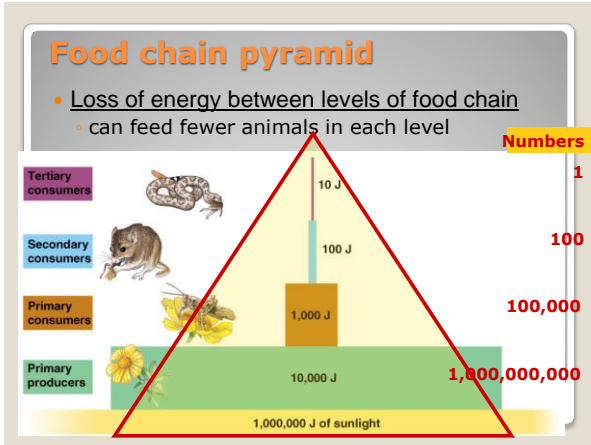 Food chain pyramid
• Loss of energy between levels of food chain
◦ can feed fewer animals in each level
Numbers
Tertiary
consumers
10 J
1
Secondary
consumers
100 J
100
Primary
consumers
1,000 J
100,000
Primary
producers
10,000 J
1,000,000,000
1,000,000 J of sunlight